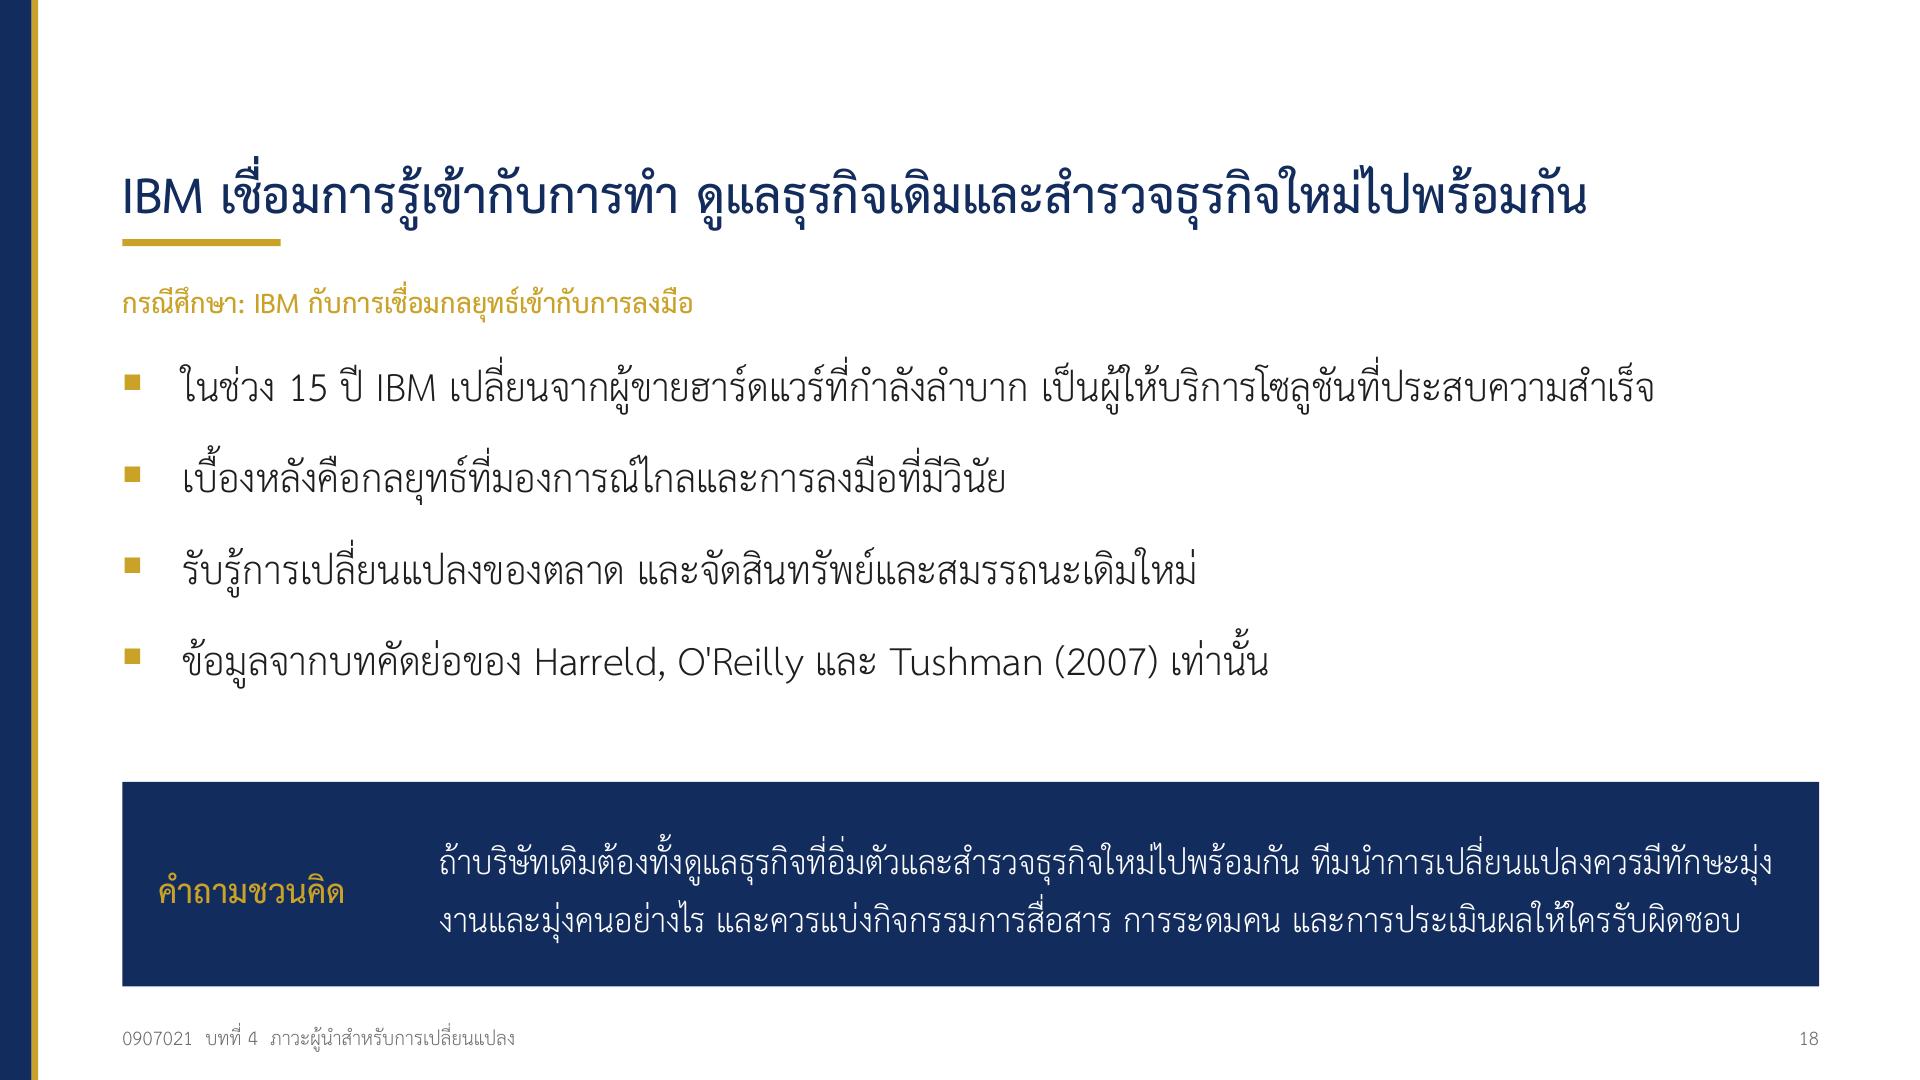 IBM เชื่อมการรู้เข้ากับการทำ ดูแลธุรกิจเดิมและสำรวจธุรกิจใหม่ไปพร้อมกัน
กรณีศึกษา: IBM กับการเชื่อมกลยุทธ์เข้ากับการลงมือ
ในช่วง 15 ปี IBM เปลี่ยนจากผู้ขายฮาร์ดแวร์ที่กำลังลำบาก เป็นผู้ให้บริการโซลูชันที่ประสบความสำเร็จ
เบื้องหลังคือกลยุทธ์ที่มองการณ์ไกลและการลงมือที่มีวินัย
รับรู้การเปลี่ยนแปลงของตลาด และจัดสินทรัพย์และสมรรถนะเดิมใหม่
ข้อมูลจากบทคัดย่อของ Harreld, O'Reilly และ Tushman (2007) เท่านั้น
คำถามชวนคิด
ถ้าบริษัทเดิมต้องทั้งดูแลธุรกิจที่อิ่มตัวและสำรวจธุรกิจใหม่ไปพร้อมกัน ทีมนำการเปลี่ยนแปลงควรมีทักษะมุ่ง
งานและมุ่งคนอย่างไร และควรแบ่งกิจกรรมการสื่อสาร การระดมคน และการประเมินผลให้ใครรับผิดชอบ
0907021 บทที่ 4 ภาวะผู้นำสำหรับการเปลี่ยนแปลง
18